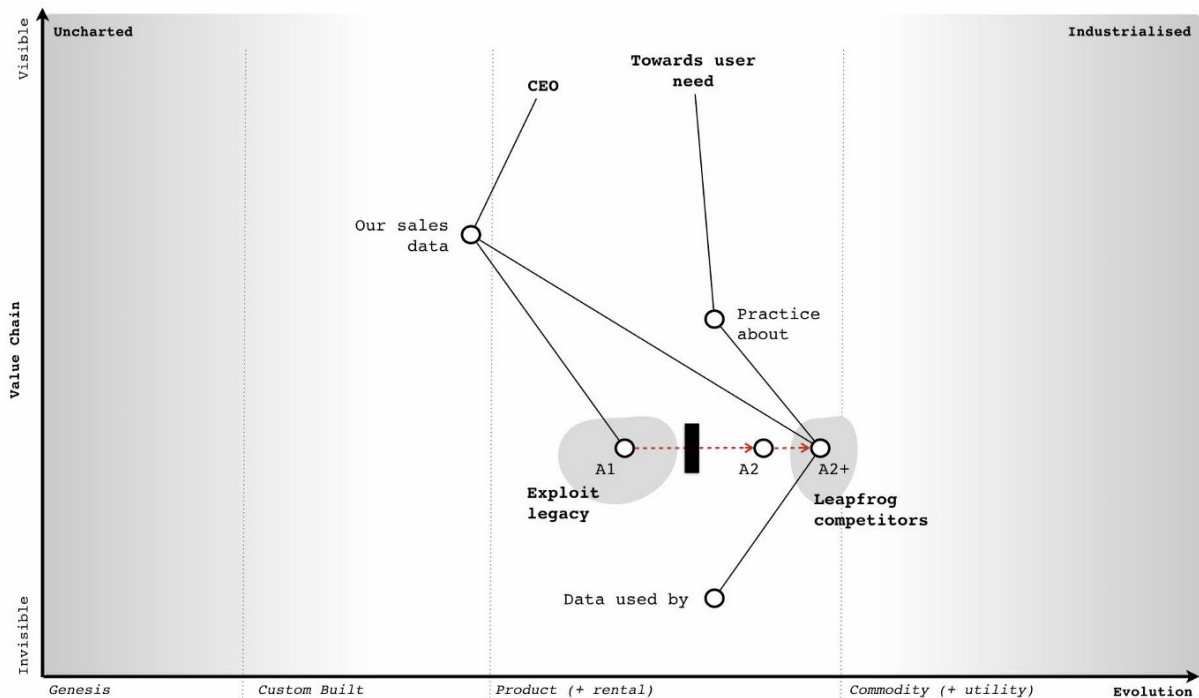 Visible
Uncharted
Industrialised
Towards user
need
CEO
Our sales
data
Practice
about
Value Chain
A1
A2
A2+
Exploit
legacy
Leapfrog
competitors
Data used by
Invisible
Genesis
Custom Built
Product (+ rental)
Commodity (+ utility)
Evolution